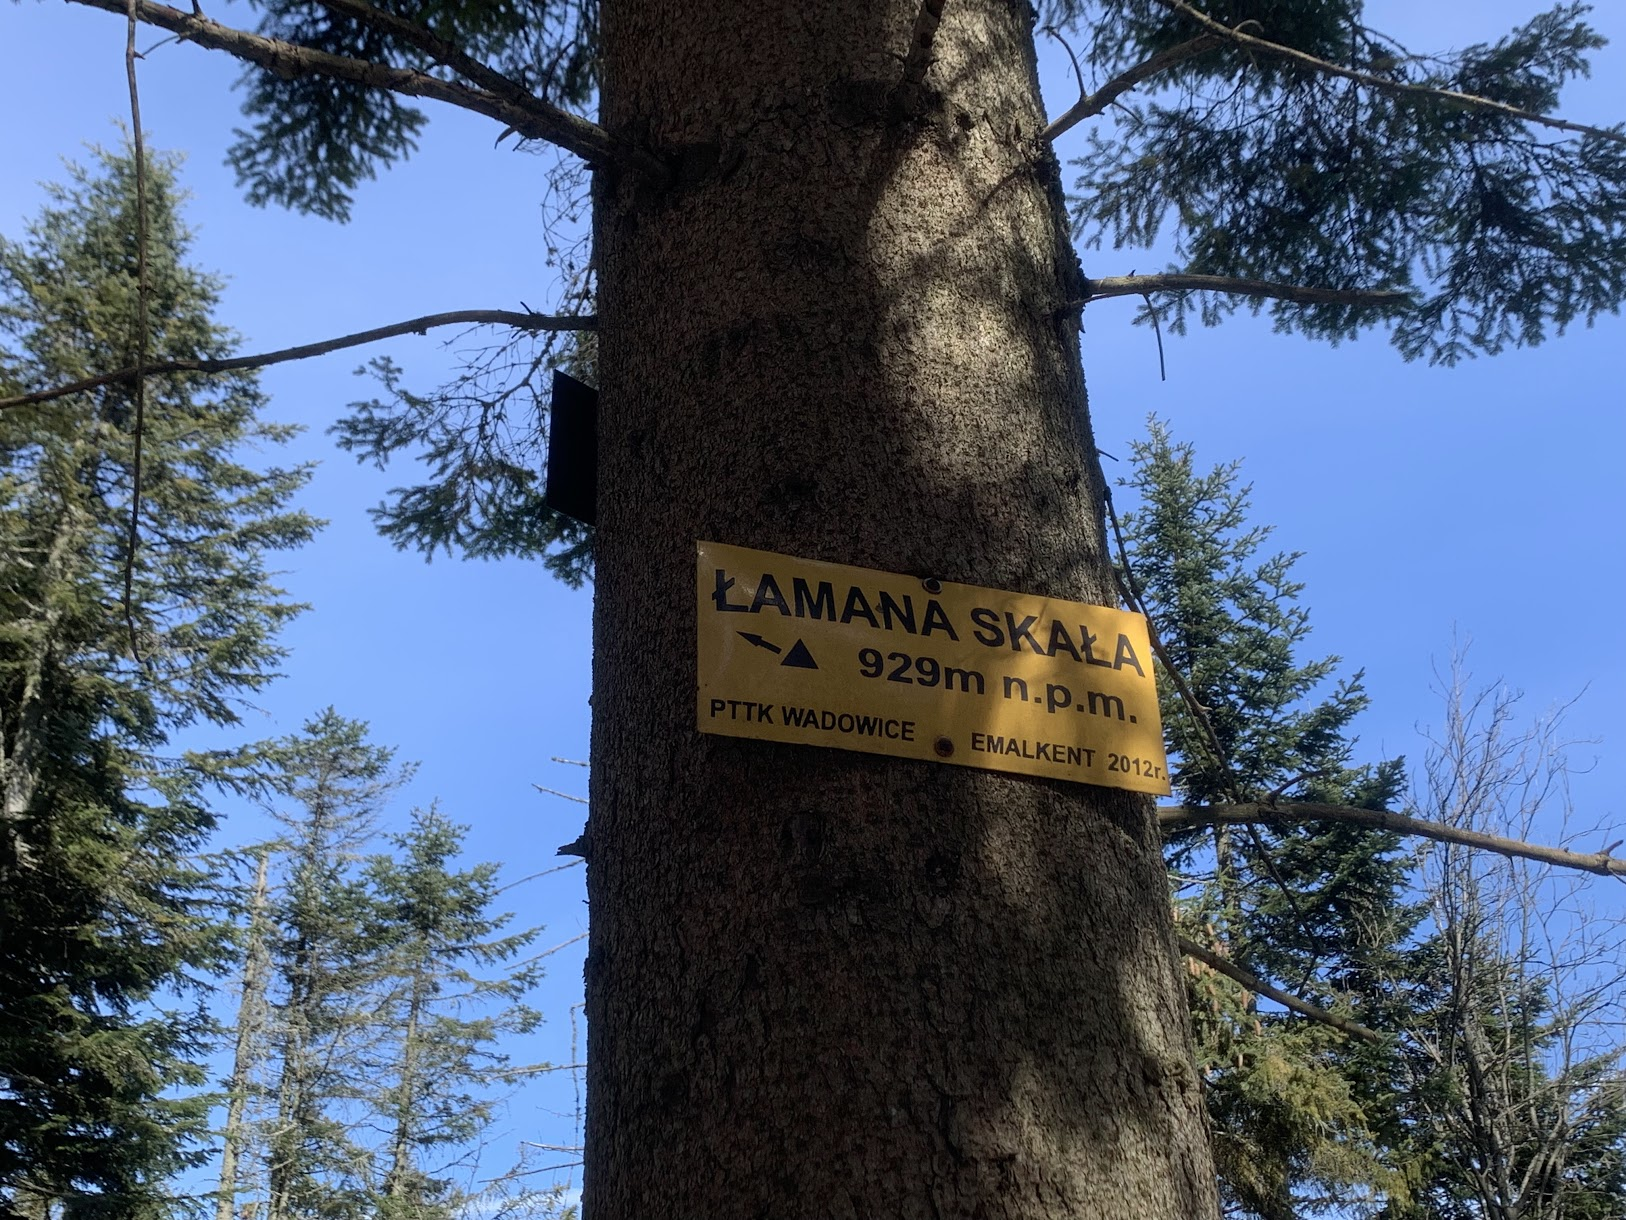 ŁAMANA SKAŁA
929m n.p.m.
PTTK WADOWICE EMALKENT 2012r.